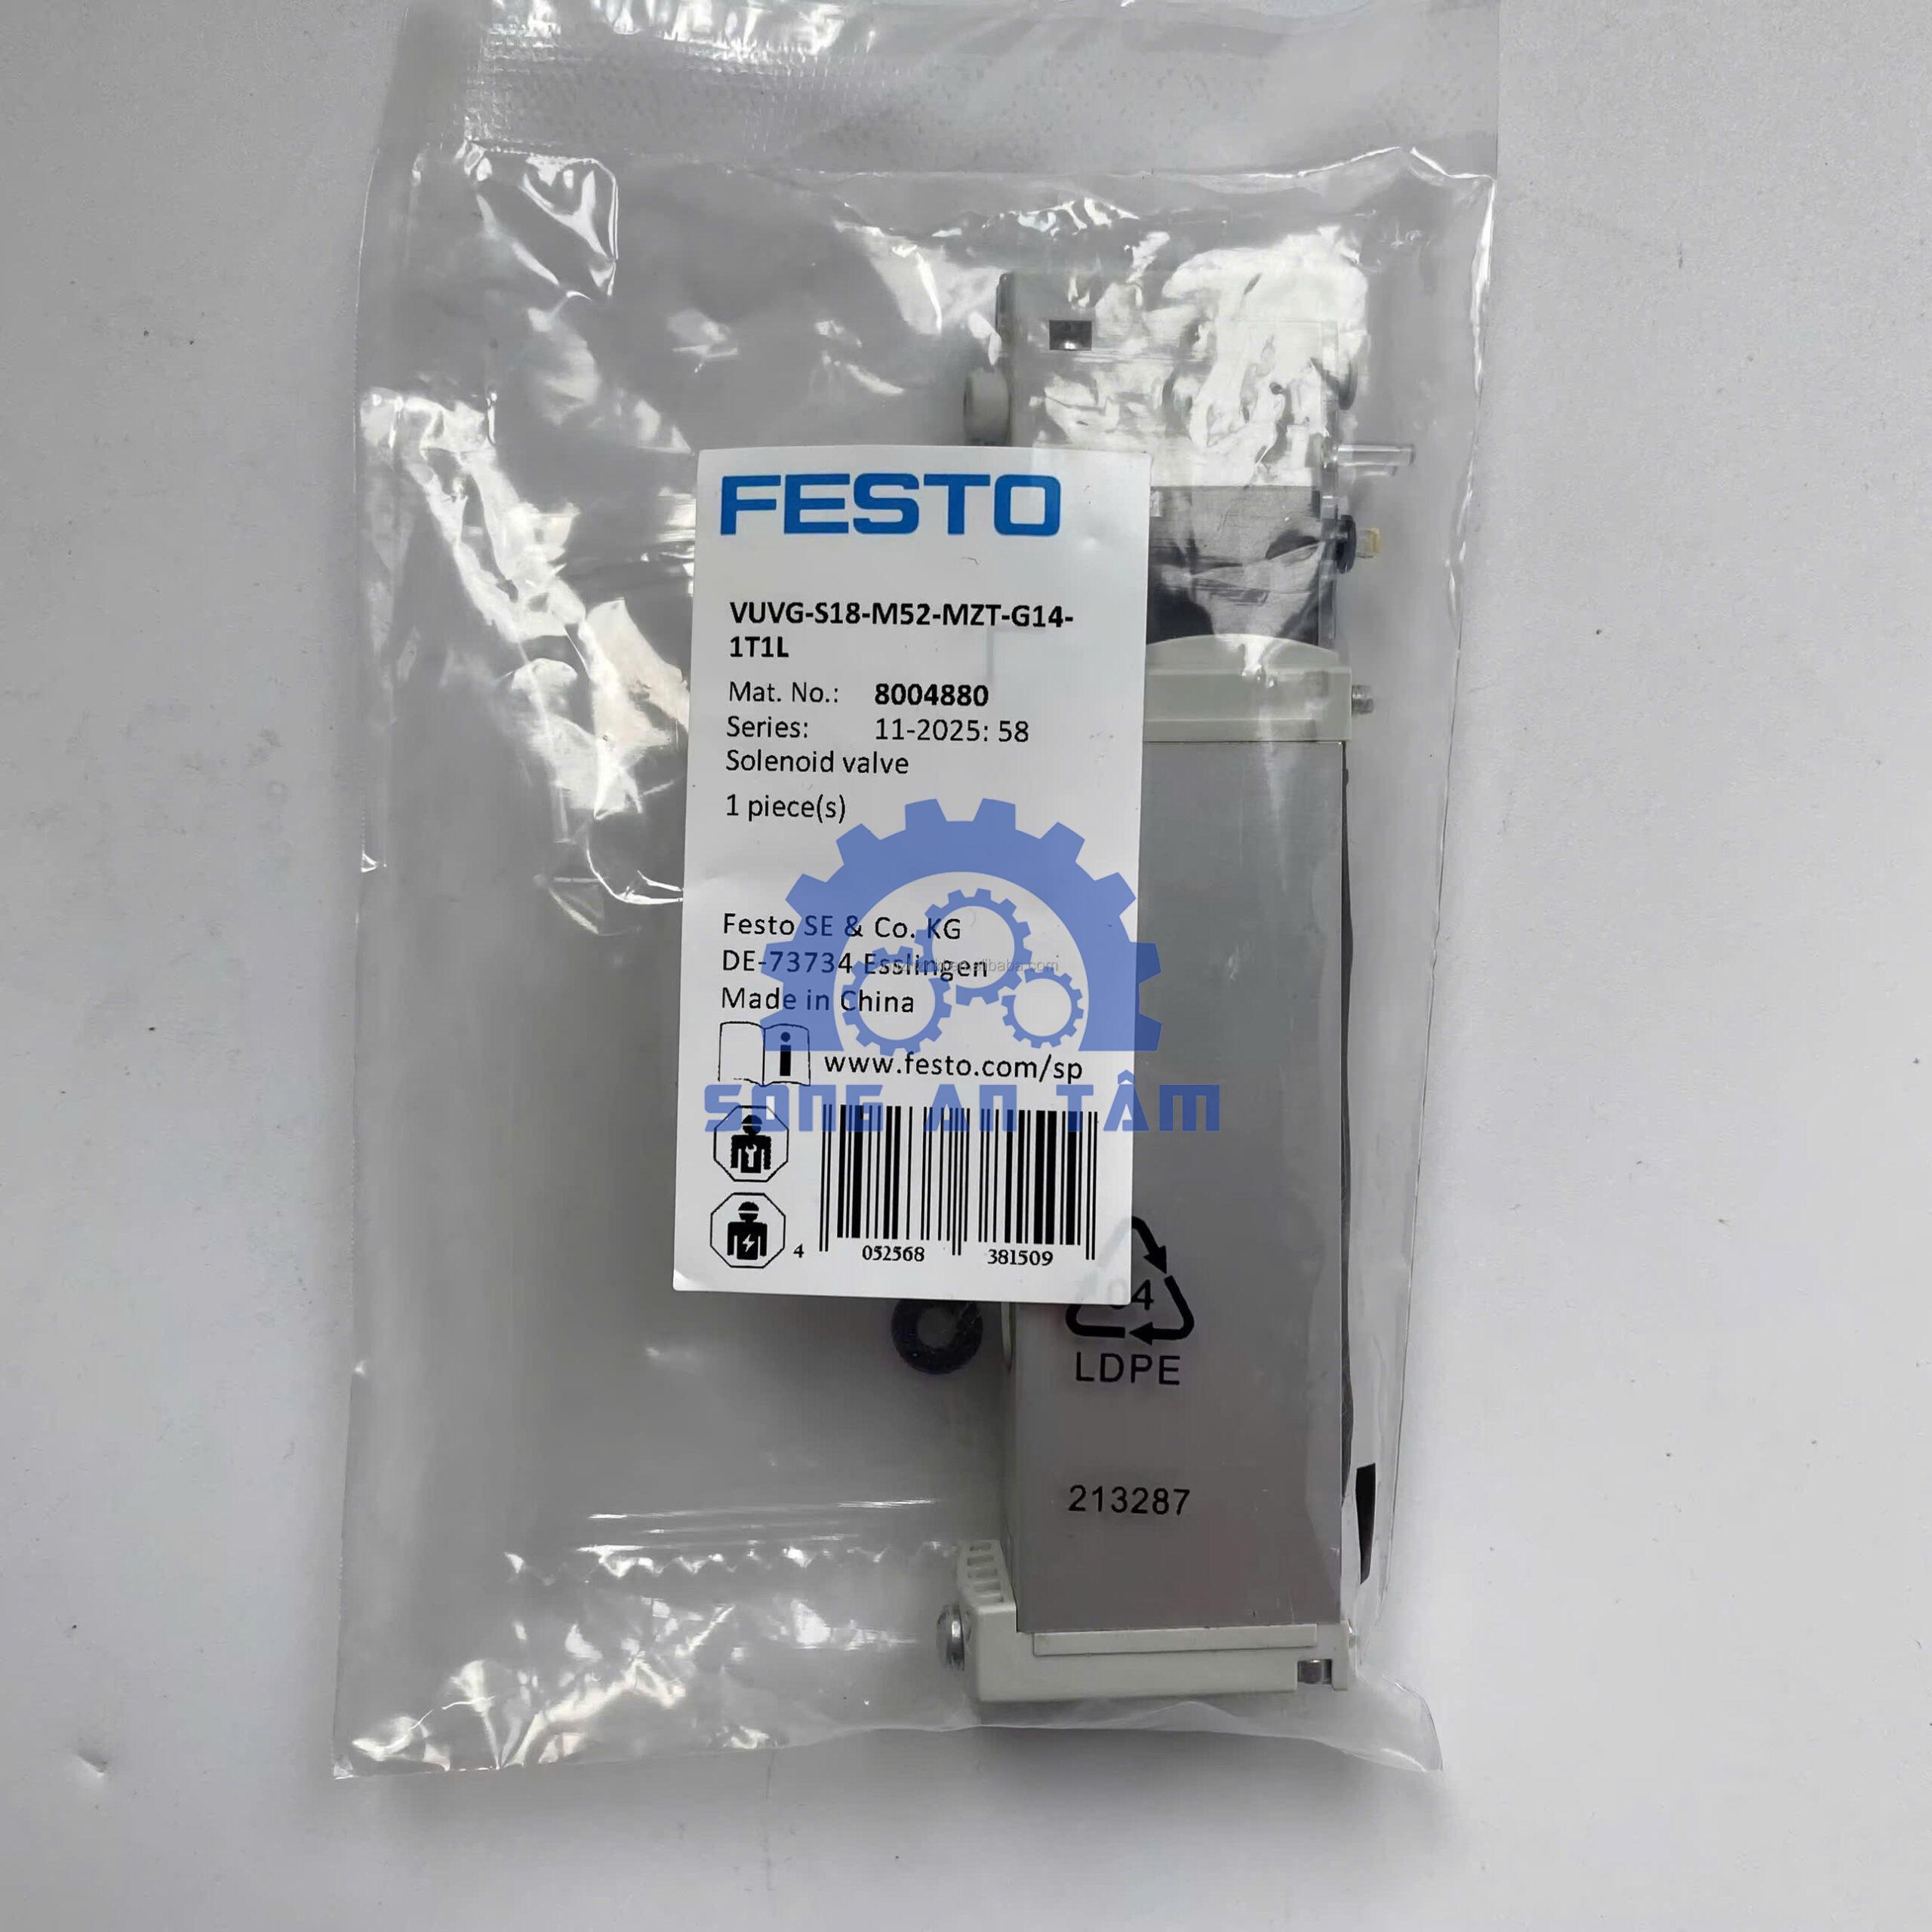 FESTO
VUVG-S18-M52-MZT-G14-
1T1L
Mat. No.: 8004880
Series: 11-2025: 58
Solenoid valve
1 piece(s)
Festo SE & Co. KG
DE-73734 Esslingen
Made in China
i www.festo.com/sp
SONG AN TÂM
4 052568 381509
04
LDPE
213287